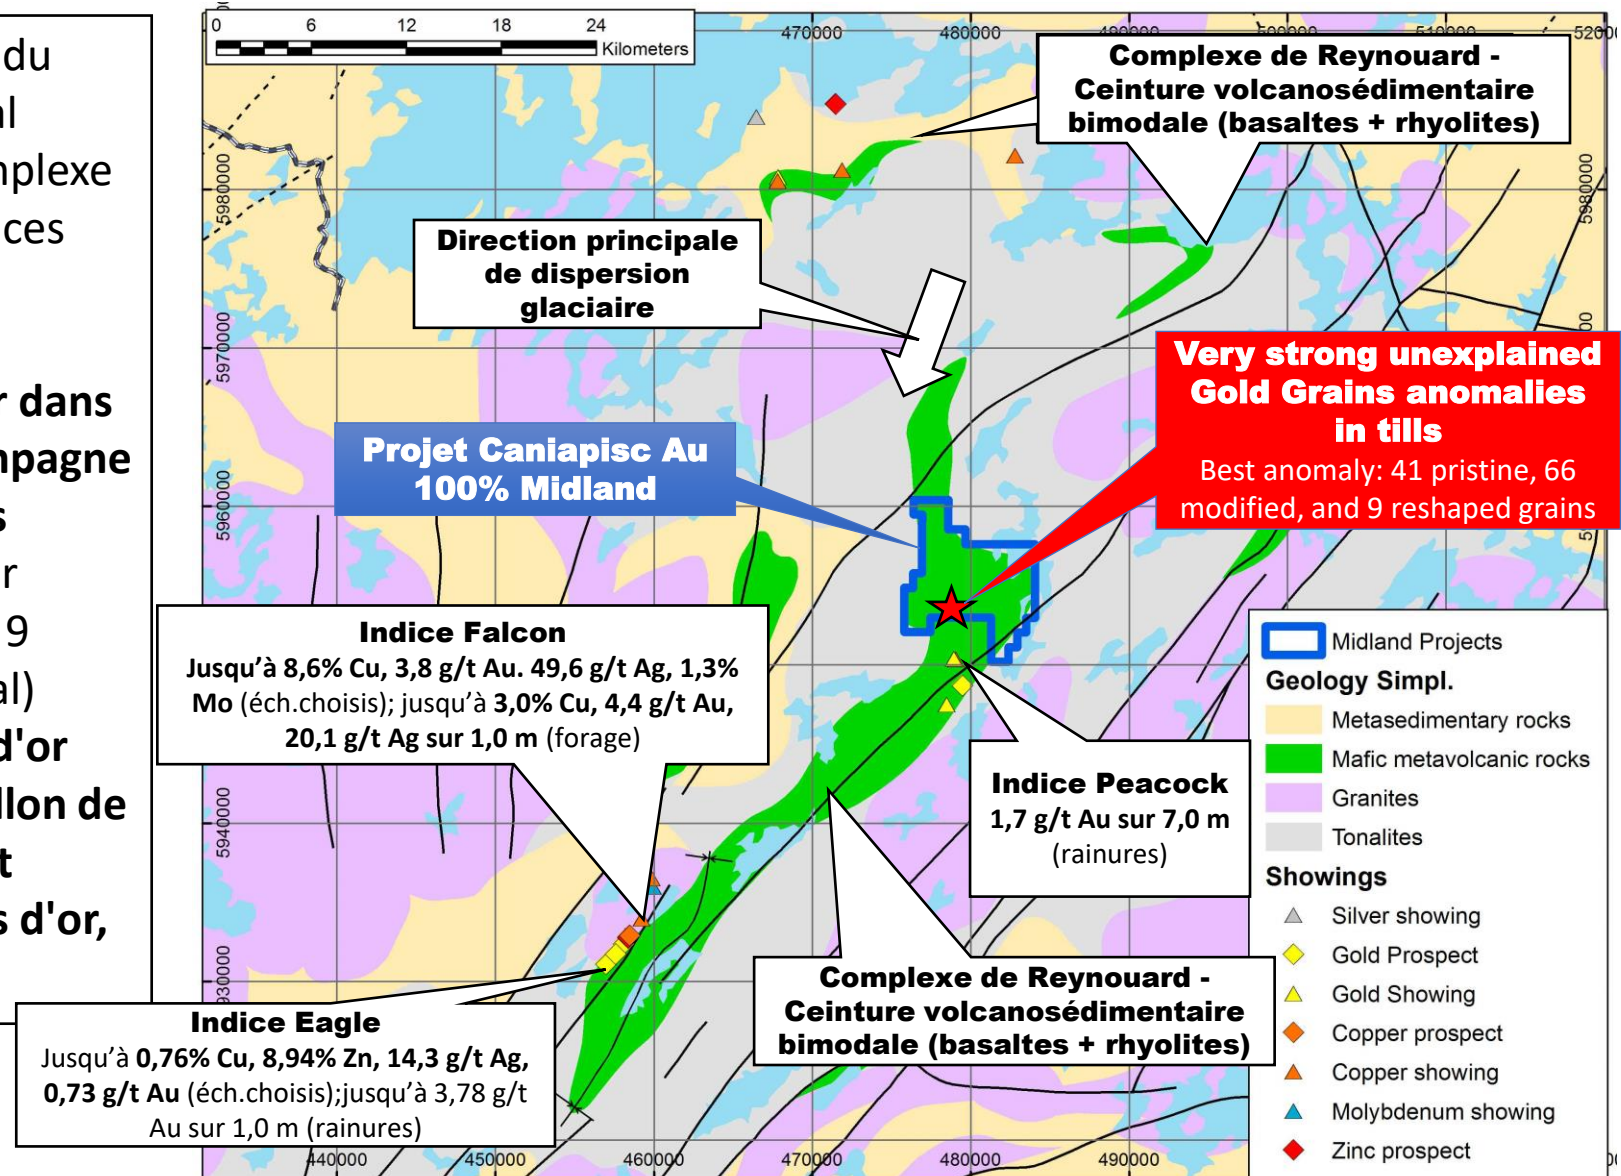 du
al
nplexe
ces
r dans
npagne
s
r
9
al)
d'or
llon de
t
s d'or,
0 6 12 18 24
Kilometers
470000 480000 490000 500000 510000
Complexe de Reynouard -
Ceinture volcanosédimentaire
bimodale (basaltes + rhyolites)
5980000
5980000
Direction principale
de dispersion
glaciaire
5970000
Very strong unexplained
Gold Grains anomalies
in tills
Best anomaly: 41 pristine, 66
modified, and 9 reshaped grains
Projet Caniapisc Au
100% Midland
5960000
Indice Falcon
Jusqu'à 8,6% Cu, 3,8 g/t Au. 49,6 g/t Ag, 1,3%
Mo (éch.choisis); jusqu'à 3,0% Cu, 4,4 g/t Au,
20,1 g/t Ag sur 1,0 m (forage)
Indice Peacock
1,7 g/t Au sur 7,0 m
(rainures)
5940000
Complexe de Reynouard -
Ceinture volcanosédimentaire
bimodale (basaltes + rhyolites)
Indice Eagle
Jusqu'à 0,76% Cu, 8,94% Zn, 14,3 g/t Ag,
0,73 g/t Au (éch.choisis);jusqu'à 3,78 g/t
Au sur 1,0 m (rainures)
Midland Projects
Geology Simpl.
Metasedimentary rocks
Mafic metavolcanic rocks
Granites
Tonalites
Showings
Silver showing
Gold Prospect
Gold Showing
Copper prospect
Copper showing
Molybdenum showing
Zinc prospect
440000 450000 460000 470000 480000 490000